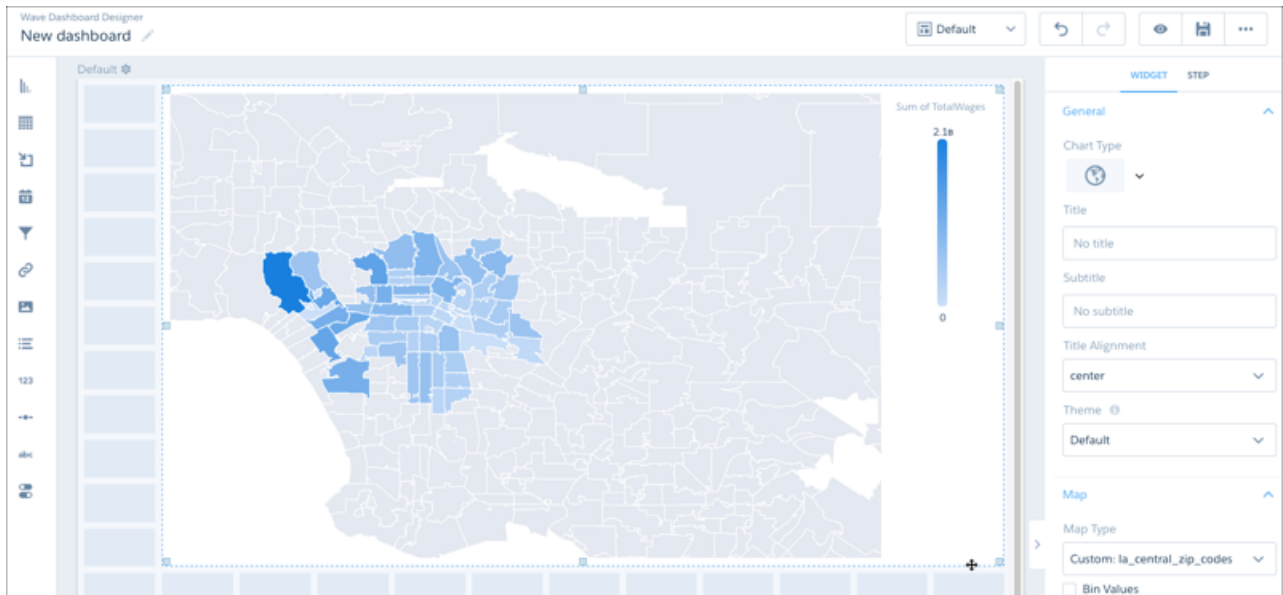 Wave Dashboard Designer
New dashboard
Default
Default
Sum of TotalWages
2.1B
0
123
abc
WIDGET STEP
General
Chart Type
Title
No title
Subtitle
No subtitle
Title Alignment
center
Theme
Default
Map
Map Type
Custom: la_central_zip_codes
Bin Values